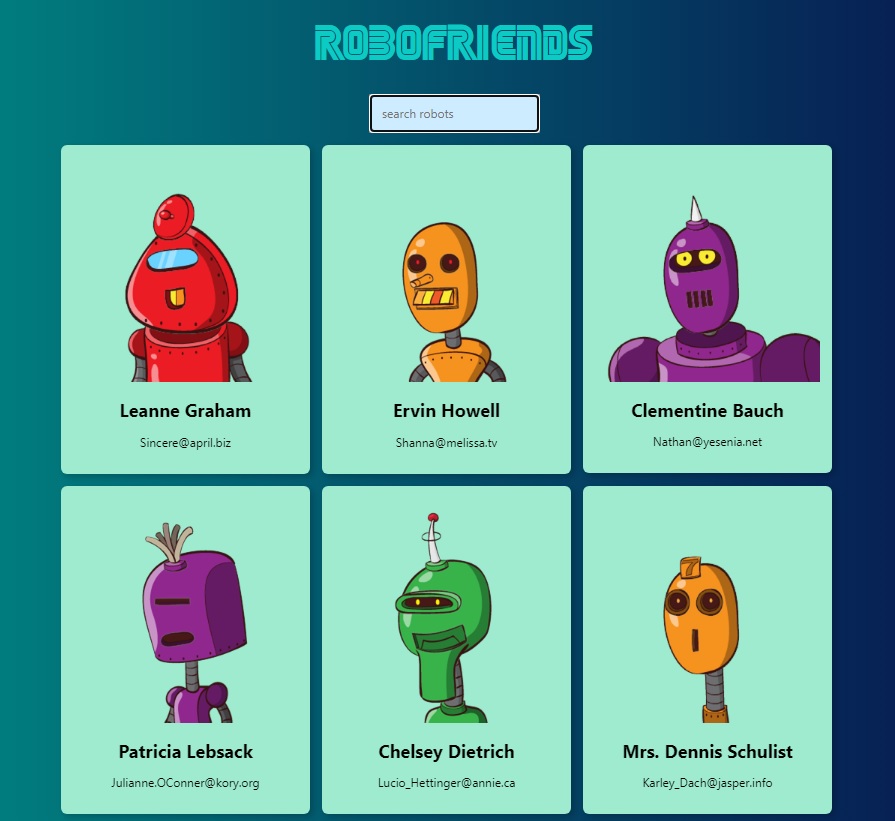 ROBOFRIENDS
search robots
Leanne Graham
Sincere@april.biz
Ervin Howell
Shanna@melissa.tv
Clementine Bauch
Nathan@yesenia.net
Patricia Lebsack
Julianne.OConner@kory.org
Chelsey Dietrich
Lucio_Hettinger@annie.ca
7
Mrs. Dennis Schulist
Karley_Dach@jasper.info